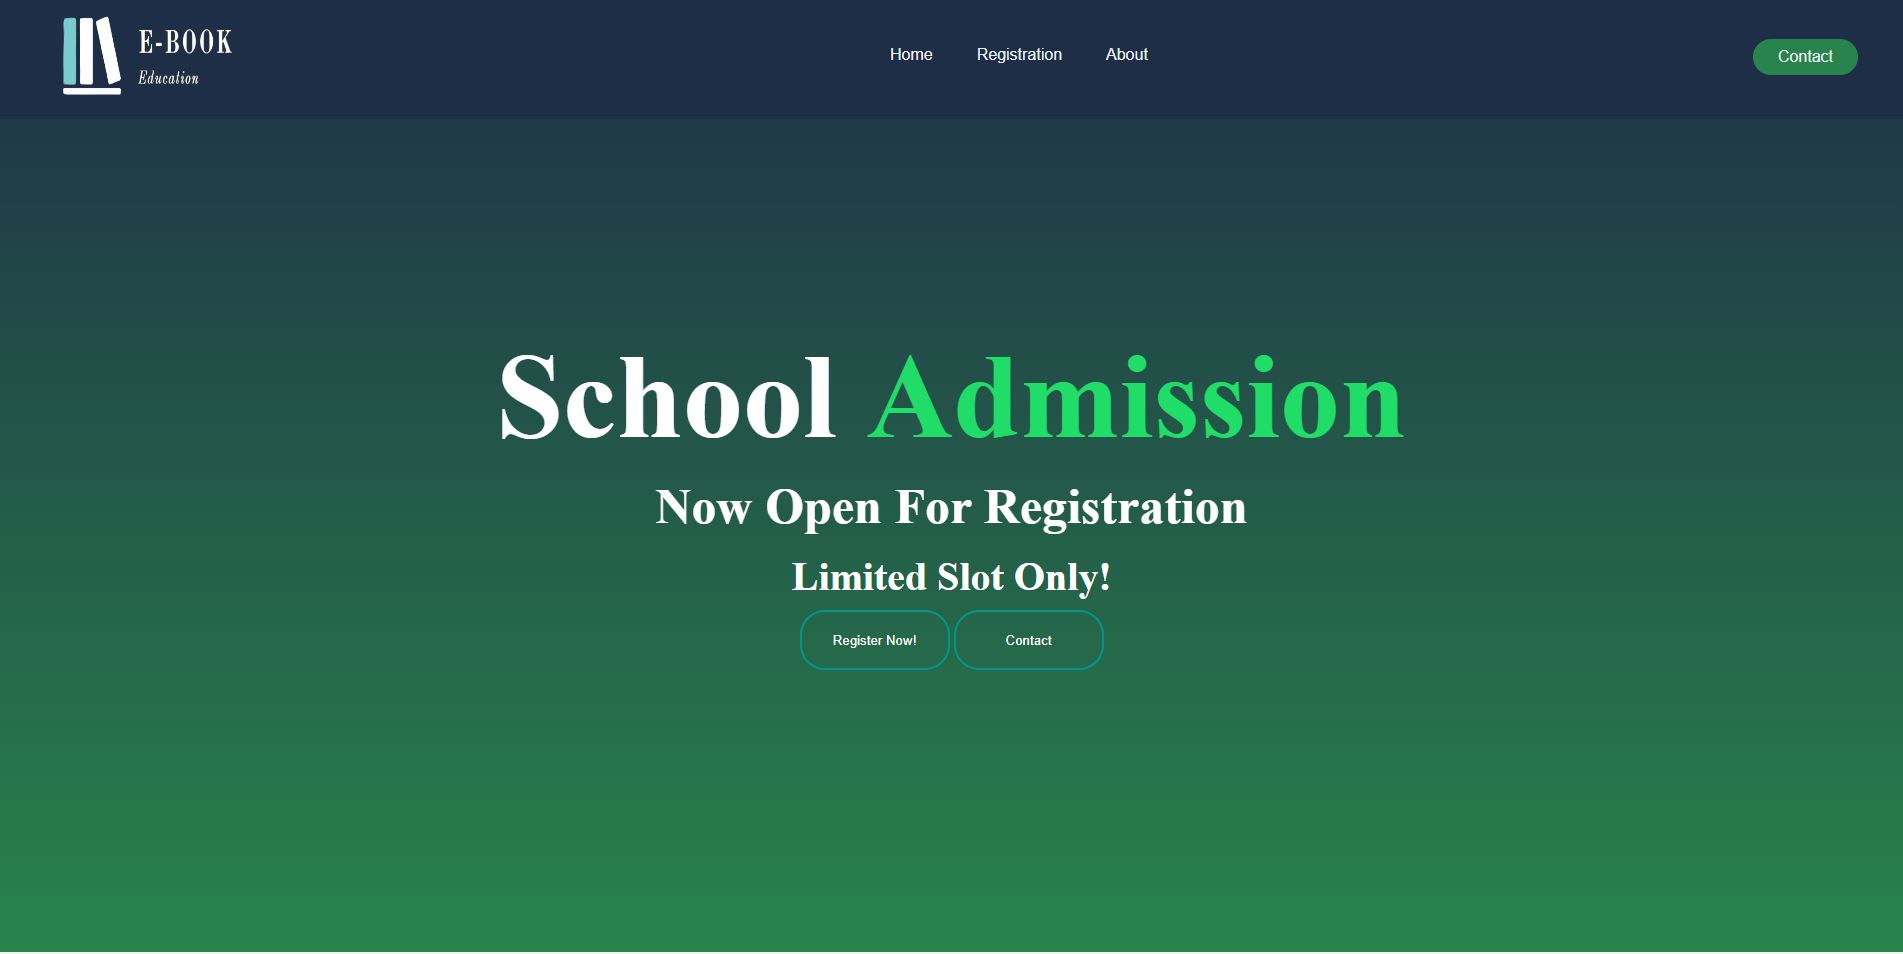 E-BOOK
Education
Home Registration About
Contact
School Admission
Now Open For Registration
Limited Slot Only!
Register Now! Contact